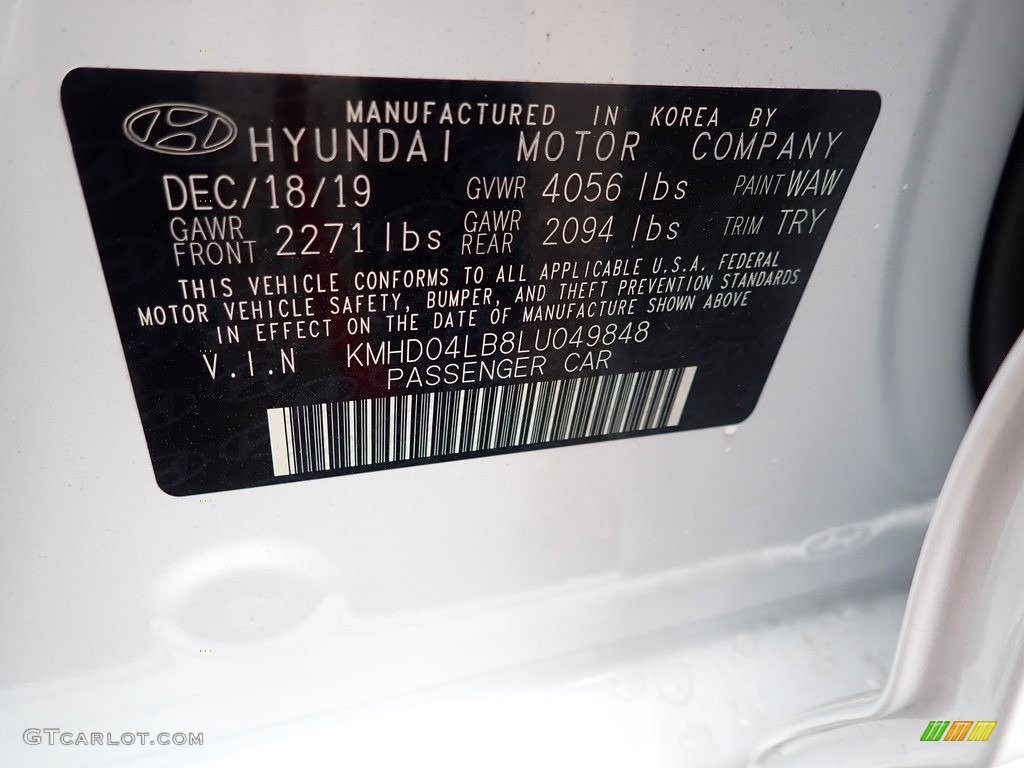 MANUFACTURED IN KOREA BY
HYUNDAI MOTOR COMPANY
DEC/18/19 GVWR 4056 lbs PAINT WAW
GAWR FRONT 2271 lbs GAWR REAR 2094 lbs TRIM TRY
THIS VEHICLE CONFORMS TO ALL APPLICABLE U.S.A. FEDERAL
MOTOR VEHICLE SAFETY, BUMPER, AND THEFT PREVENTION STANDARDS
IN EFFECT ON THE DATE OF MANUFACTURE SHOWN ABOVE
V.I.N KMHD04LB8LU049848
PASSENGER CAR
GTCARLOT.COM